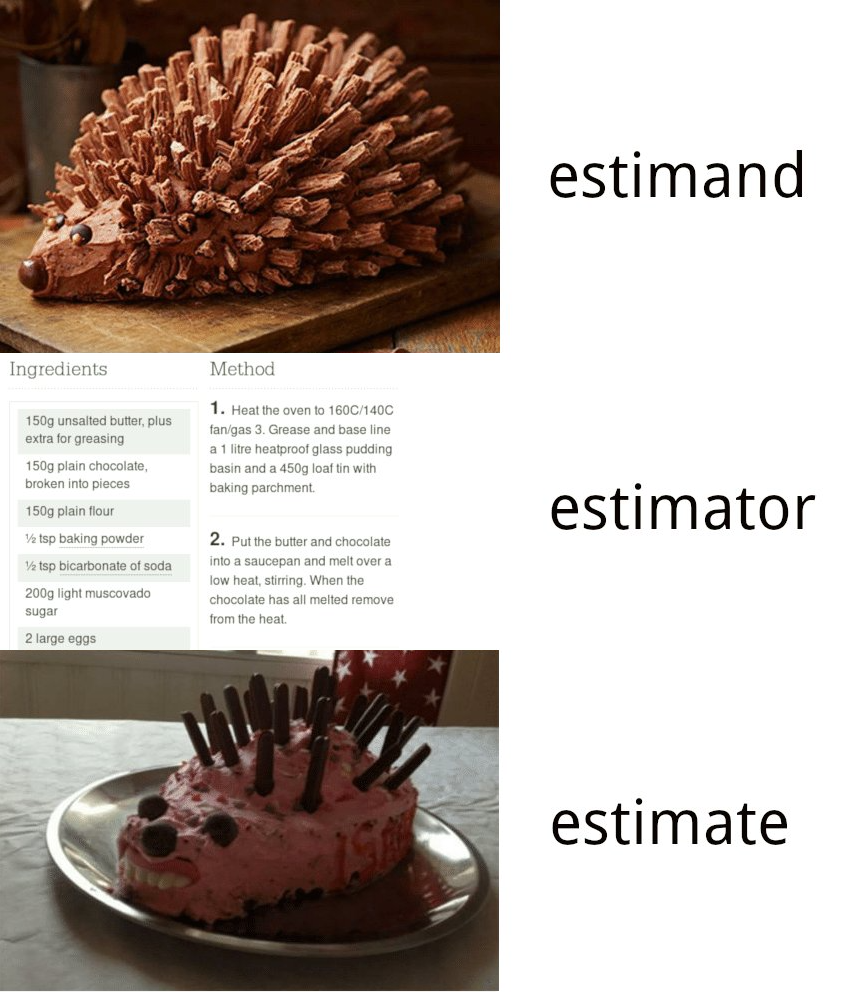 estimand
Ingredients
Method
150g unsalted butter, plus
extra for greasing
150g plain chocolate,
broken into pieces
150g plain flour
½ tsp baking powder
½ tsp bicarbonate of soda
200g light muscovado
sugar
2 large eggs
1. Heat the oven to 160C/140C
fan/gas 3. Grease and base line
a 1 litre heatproof glass pudding
basin and a 450g loaf tin with
baking parchment.
2. Put the butter and chocolate
into a saucepan and melt over a
low heat, stirring. When the
chocolate has all melted remove
from the heat.
estimator
estimate